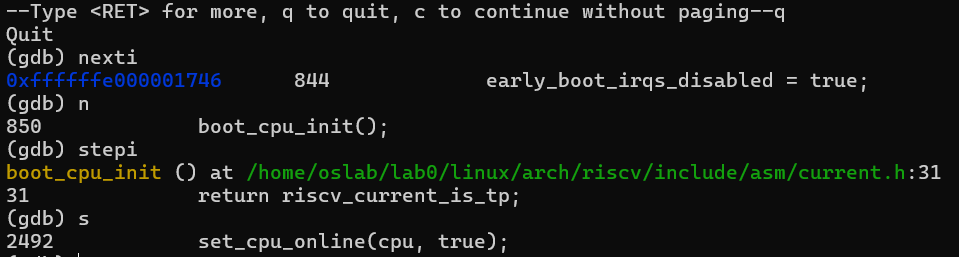 --Type <RET> for more, q to quit, c to continue without paging--q
Quit
(gdb) nexti
0xffffffe000001746      844             early_boot_irqs_disabled = true;
(gdb) n
850             boot_cpu_init();
(gdb) stepi
boot_cpu_init () at /home/oslab/lab0/linux/arch/riscv/include/asm/current.h:31
31              return riscv_current_is_tp;
(gdb) s
2492            set_cpu_online(cpu, true);